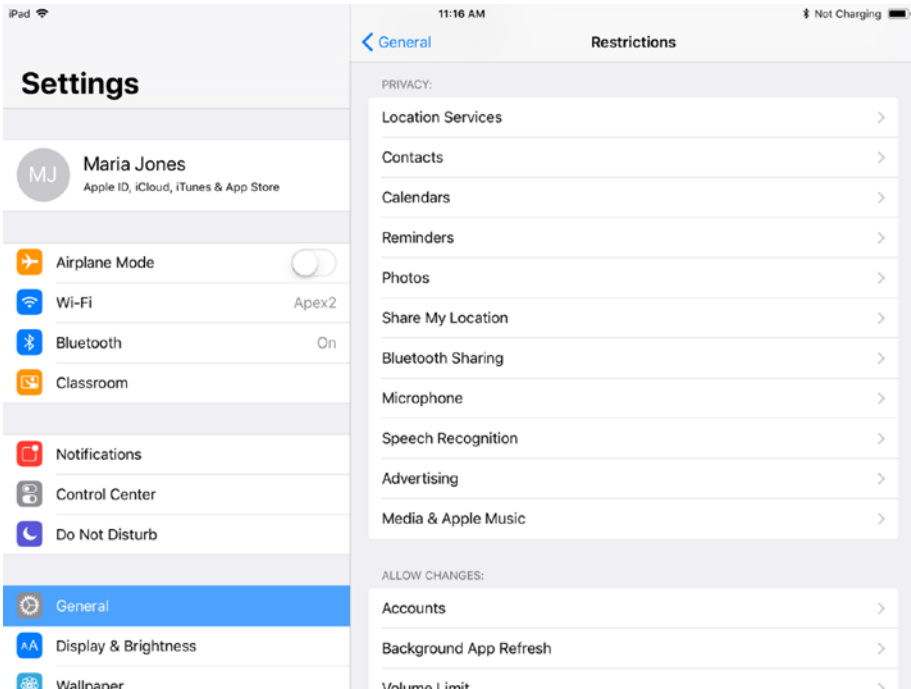 iPad
11:16 AM
Not Charging
Settings
MJ
Maria Jones
Apple ID, iCloud, iTunes & App Store
Airplane Mode
Wi-Fi
Apex2
Bluetooth
On
Classroom
Notifications
Control Center
Do Not Disturb
General
AA
Display & Brightness
Wallpaper
General
Restrictions
PRIVACY:
Location Services
Contacts
Calendars
Reminders
Photos
Share My Location
Bluetooth Sharing
Microphone
Speech Recognition
Advertising
Media & Apple Music
ALLOW CHANGES:
Accounts
Background App Refresh
Volume Limit